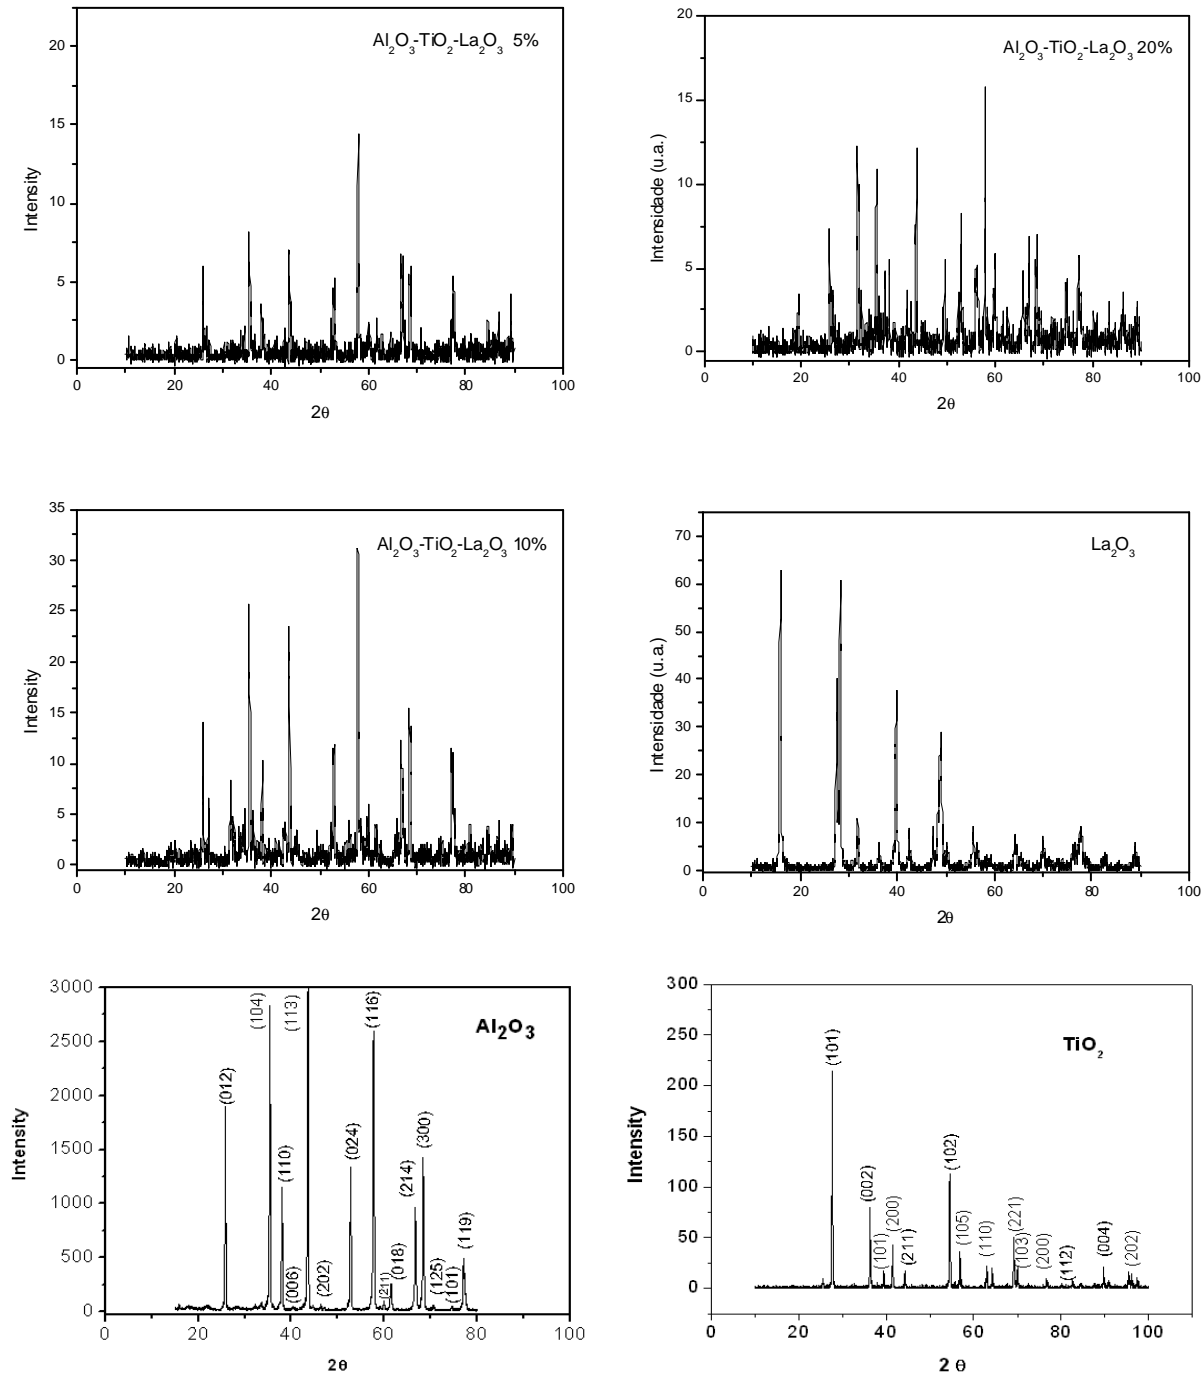 Al2O3-TiO2-La2O3 5%
Intensity
20
15
10
5
0
0 20 40 60 80 100
2θ
Al2O3-TiO2-La2O3 20%
Intensidade (u.a.)
20
15
10
5
0
0 20 40 60 80 100
2θ
Al2O3-TiO2-La2O3 10%
Intensity
35
30
25
20
15
10
5
0
0 20 40 60 80 100
2θ
La2O3
Intensidade (u.a.)
70
60
50
40
30
20
10
0
0 20 40 60 80 100
2θ
Al2O3
Intensity
3000
2500
2000
1500
1000
500
0
(012)
(104)
(110)
(006)
(113)
(202)
(024)
(116)
(211)
(018)
(214)
(300)
(125)
(101)
(119)
0 20 40 60 80 100
2θ
TiO2
Intensity
300
250
200
150
100
50
0
(101)
(002)
(101)
(200)
(211)
(102)
(105)
(110)
(221)
(103)
(200)
(112)
(004)
(202)
0 20 40 60 80 100
2 θ